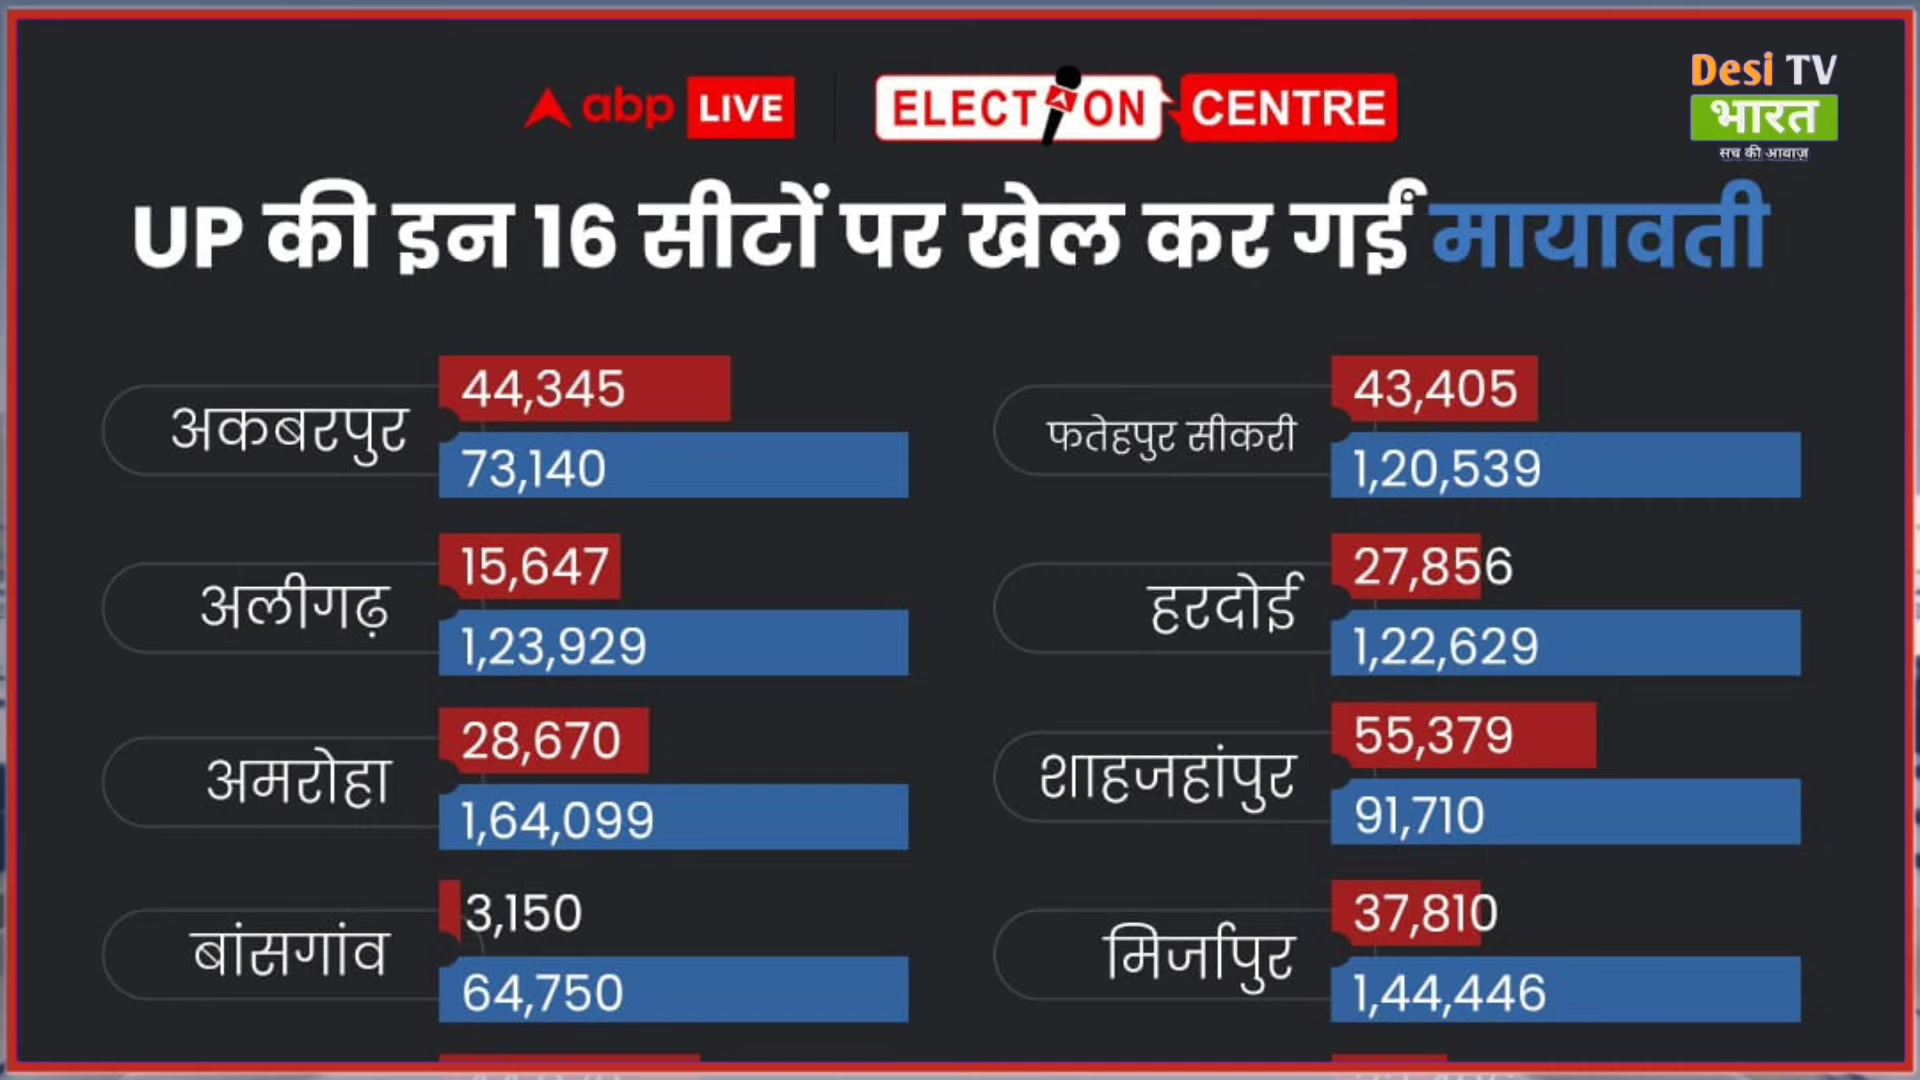 abp LIVE ELECTION CENTRE
Desi TV
भारत
सच की आवाज़
UP की इन 16 सीटों पर खेल कर गईं मायावती
अकबरपुर
44,345
73,140
अलीगढ़
15,647
1,23,929
अमरोहा
28,670
1,64,099
बांसगांव
3,150
64,750
फतेहपुर सीकरी
43,405
1,20,539
हरदोई
27,856
1,22,629
शाहजहांपुर
55,379
91,710
मिर्जापुर
37,810
1,44,446